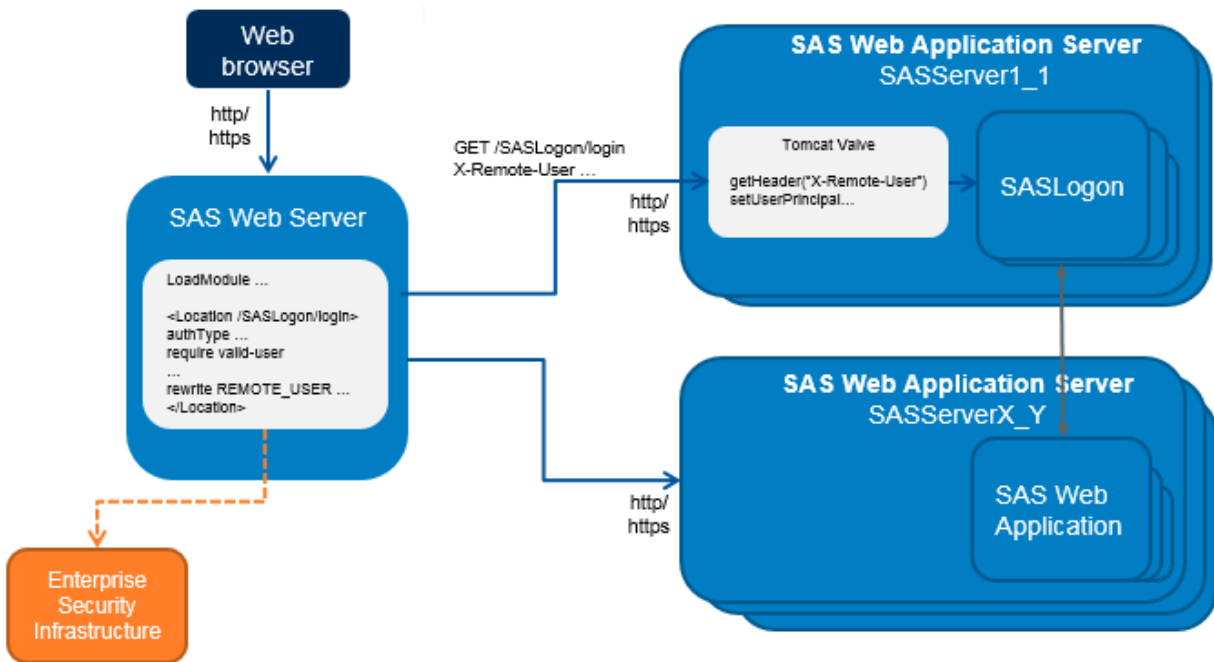 Web
browser
http/
https
SAS Web Server
LoadModule ...
<Location /SASLogon/login>
authType ...
require valid-user
...
rewrite REMOTE_USER ...
</Location>
Enterprise
Security
Infrastructure
GET /SASLogon/login
X-Remote-User ...
http/
https
SAS Web Application Server
SASServer1_1
Tomcat Valve
getHeader("X-Remote-User")
setUserPrincipal...
SASLogon
http/
https
SAS Web Application Server
SASServerX_Y
SAS Web
Application